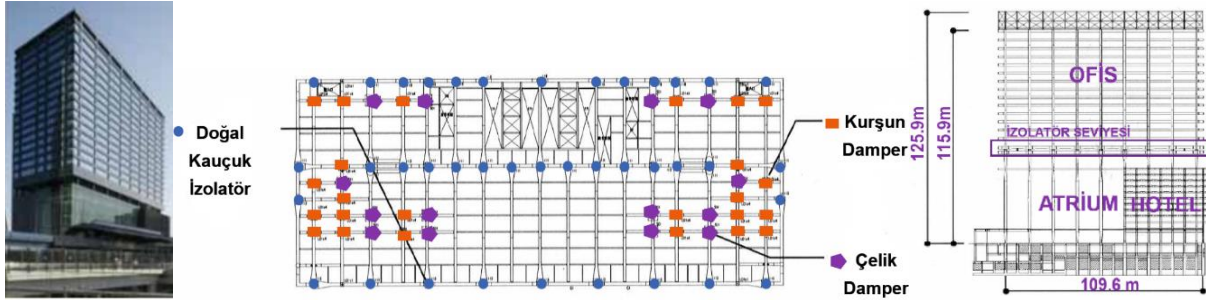 Doğal
Kauçuk
İzolatör
Kurşun
Damper
Çelik
Damper
125.9m
115.9m
OFİS
İZOLATÖR SEVİYESİ
ATRİUM
HOTEL
109.6 m